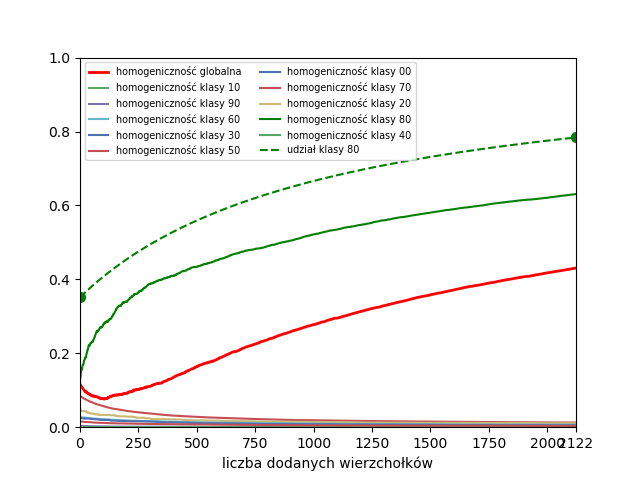 1.0
0.8
0.6
0.4
0.2
0.0
homogeniczność globalna
homogeniczność klasy 10
homogeniczność klasy 90
homogeniczność klasy 60
homogeniczność klasy 30
homogeniczność klasy 50
homogeniczność klasy 00
homogeniczność klasy 70
homogeniczność klasy 20
homogeniczność klasy 80
homogeniczność klasy 40
udział klasy 80
0 250 500 750 1000 1250 1500 1750 2000 2122
liczba dodanych wierzchołków